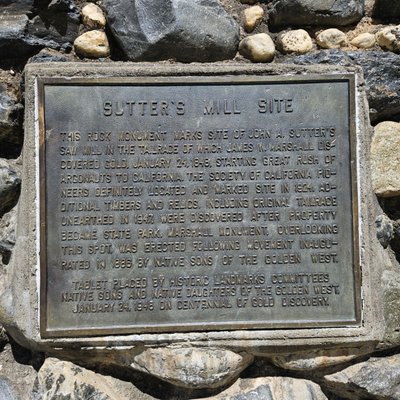 SUTTER'S MILL SITE
THIS ROCK MONUMENT MARKS SITE OF JOHN A. SUTTER'S
SAW MILL IN THE TAILRACE OF WHICH JAMES W. MARSHALL DIS-
COVERED GOLD, JANUARY 24, 1848, STARTING GREAT RUSH OF
ARGONAUTS TO CALIFORNIA. THE SOCIETY OF CALIFORNIA PIO-
NEERS DEFINITELY LOCATED AND MARKED SITE IN 1924. AD-
DITIONAL TIMBERS AND RELICS, INCLUDING ORIGINAL TAILRACE
UNEARTHED IN 1947, WERE DISCOVERED AFTER PROPERTY
BECAME STATE PARK. MARSHALL MONUMENT, OVERLOOKING
THIS SPOT, WAS ERECTED FOLLOWING MOVEMENT INAUGU-
RATED IN 1886 BY NATIVE SONS OF THE GOLDEN WEST.
TABLET PLACED BY HISTORIC LANDMARKS COMMITTEES
NATIVE SONS AND NATIVE DAUGHTERS OF THE GOLDEN WEST,
JANUARY 24, 1948 ON CENTENNIAL OF GOLD DISCOVERY.